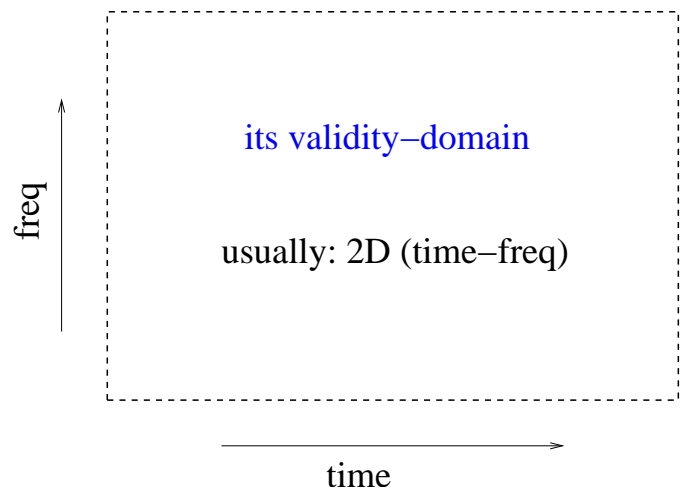 its validity−domain
freq
usually: 2D (time−freq)
time